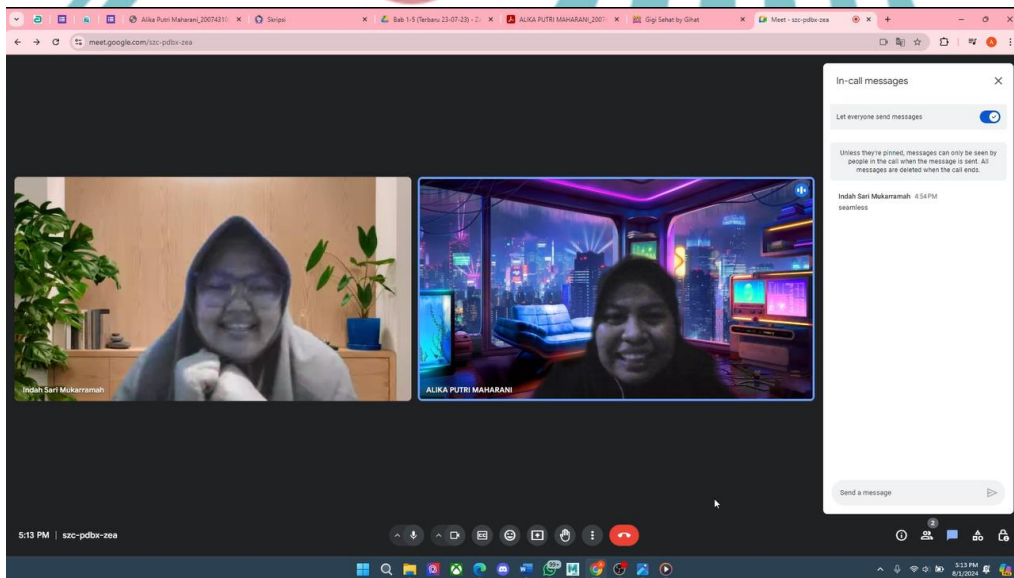 Alika Putri Maharani_20074310
Skripsi
Bab 1-5 (Terbaru 23-07-23) - 2
ALIKA PUTRI MAHARANI_2007
Gigi Sehat by Gihat
Meet - szc-pdbx-zea
meet.google.com/szc-pdbx-zea
In-call messages
Let everyone send messages
Unless they're pinned, messages can only be seen by
people in the call when the message is sent. All
messages are deleted when the call ends.
Indah Sari Mukarramah 4:54 PM
seamless
Indah Sari Mukarramah
ALIKA PUTRI MAHARANI
Send a message
5:13 PM | szc-pdbx-zea
2
99+
5:13 PM
8/1/2024